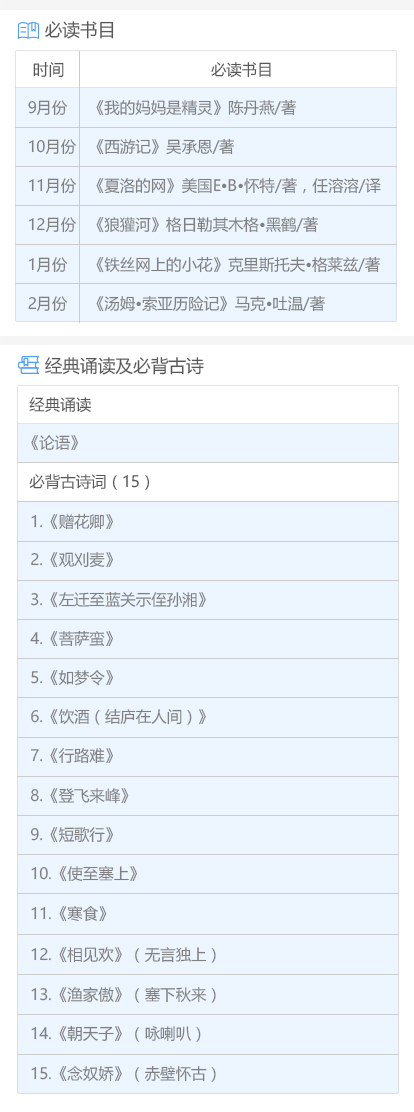 必读书目
时间 必读书目
9月份 《我的妈妈是精灵》陈丹燕/著
10月份 《西游记》吴承恩/著
11月份 《夏洛的网》美国E•B•怀特/著，任溶溶/译
12月份 《狼獾河》格日勒其木格•黑鹤/著
1月份 《铁丝网上的小花》克里斯托夫•格莱兹/著
2月份 《汤姆•索亚历险记》马克•吐温/著
经典诵读及必背古诗
经典诵读
《论语》
必背古诗词（15）
1.《赠花卿》
2.《观刈麦》
3.《左迁至蓝关示侄孙湘》
4.《菩萨蛮》
5.《如梦令》
6.《饮酒（结庐在人间）》
7.《行路难》
8.《登飞来峰》
9.《短歌行》
10.《使至塞上》
11.《寒食》
12.《相见欢》（无言独上）
13.《渔家傲》（塞下秋来）
14.《朝天子》（咏喇叭）
15.《念奴娇》（赤壁怀古）